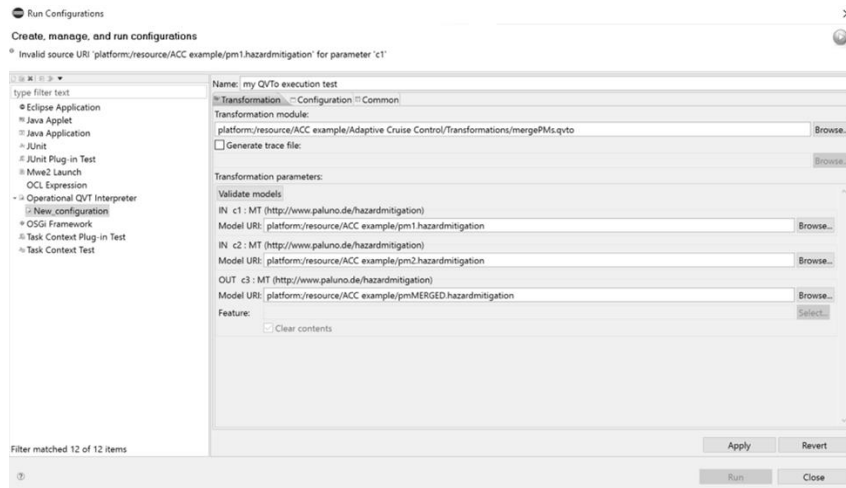 Run Configurations
Create, manage, and run configurations
Invalid source URI 'platform:/resource/ACC example/pm1.hazardmitigation' for parameter 'c1'
type filter text
Eclipse Application
Java Applet
Java Application
JUnit
JUnit Plug-in Test
Mwe2 Launch
OCL Expression
Operational QVT Interpreter
New_configuration
OSGi Framework
Task Context Plug-in Test
Task Context Test
Filter matched 12 of 12 items
Name: my QVTo execution test
Transformation Configuration Common
Transformation module:
platform:/resource/ACC example/Adaptive Cruise Control/Transformations/mergePMs.qvto Browse...
Generate trace file:
Browse...
Transformation parameters:
Validate models
IN c1 : MT (http://www.paluno.de/hazardmitigation)
Model URI: platform:/resource/ACC example/pm1.hazardmitigation Browse...
IN c2 : MT (http://www.paluno.de/hazardmitigation)
Model URI: platform:/resource/ACC example/pm2.hazardmitigation Browse...
OUT c3 : MT (http://www.paluno.de/hazardmitigation)
Model URI: platform:/resource/ACC example/pmMERGED.hazardmitigation Browse...
Feature: Select...
Clear contents
Apply Revert
Run Close